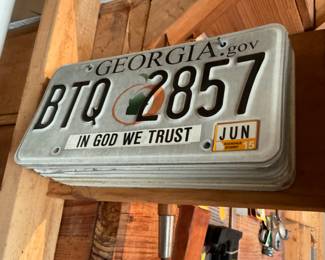 GEORGIA.gov
BTQ 2857
IN GOD WE TRUST
JUN
15